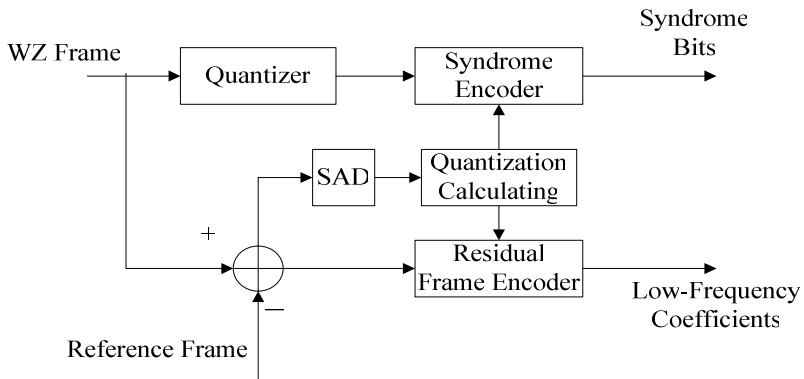 WZ Frame
Quantizer
Syndrome
Encoder
Syndrome
Bits
SAD
Quantization
Calculating
+
Residual
Frame Encoder
Low-Frequency
Coefficients
—
Reference Frame